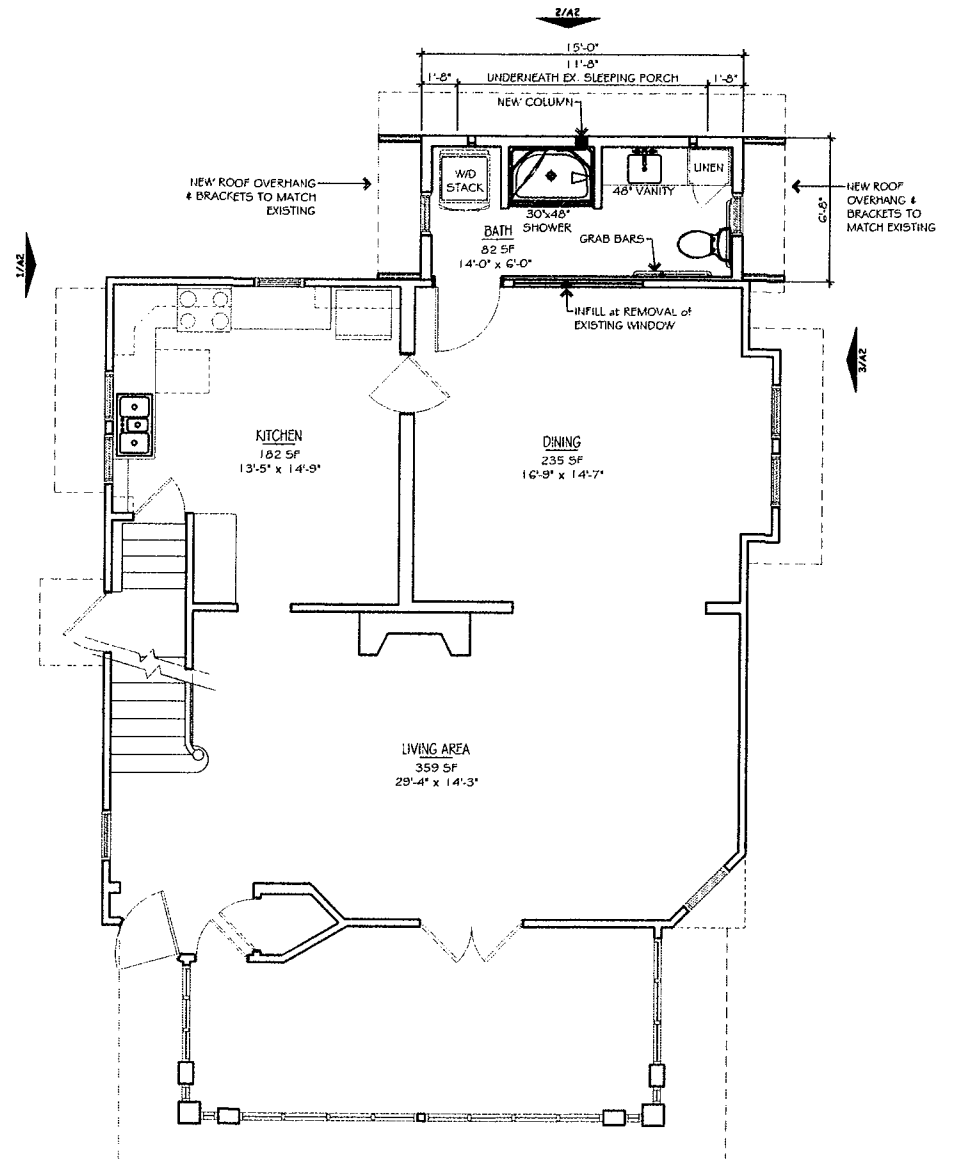 2/A2
15'-0"
11'-8"
1'-8" UNDERNEATH EX. SLEEPING PORCH 1'-8"
NEW COLUMN
W/D
STACK
LINEN
48" VANITY
30"x48"
SHOWER
NEW ROOF OVERHANG
& BRACKETS TO MATCH
EXISTING
NEW ROOF
OVERHANG &
BRACKETS TO
MATCH EXISTING
6'-8"
BATH
82 SF
14'-0" x 6'-0"
GRAB BARS
1/A2
INFILL at REMOVAL of
EXISTING WINDOW
3/A2
KITCHEN
182 SF
13'-5" x 14'-9"
DINING
235 SF
16'-9" x 14'-7"
LIVING AREA
359 SF
29'-4" x 14'-3"